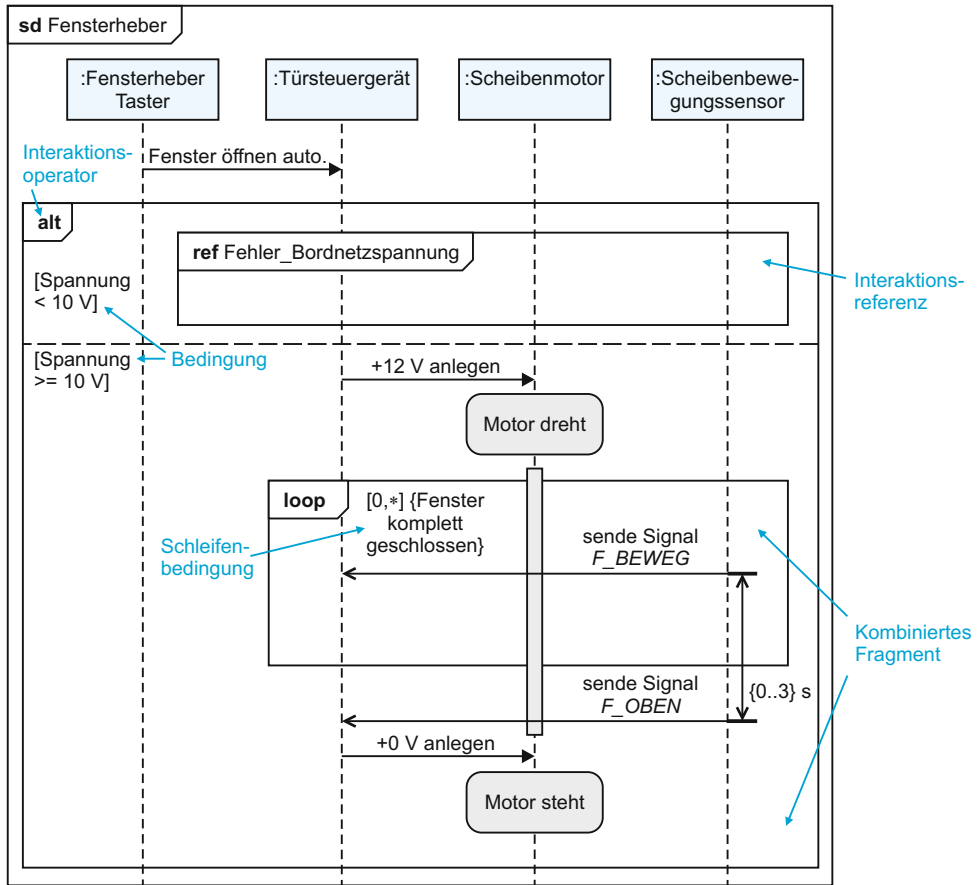 sd Fensterheber
:Fensterheber
Taster
:Türsteuergerät
:Scheibenmotor
:Scheibenbewe-
gungssensor
Interaktions-
operator
Fenster öffnen auto.
alt
ref Fehler_Bordnetzspannung
[Spannung
< 10 V]
Interaktions-
referenz
[Spannung
>= 10 V]
Bedingung
+12 V anlegen
Motor dreht
loop
[0,*] {Fenster
komplett
geschlossen}
Schleifen-
bedingung
sende Signal
F_BEWEG
Kombiniertes
Fragment
sende Signal
F_OBEN
{0..3} s
+0 V anlegen
Motor steht